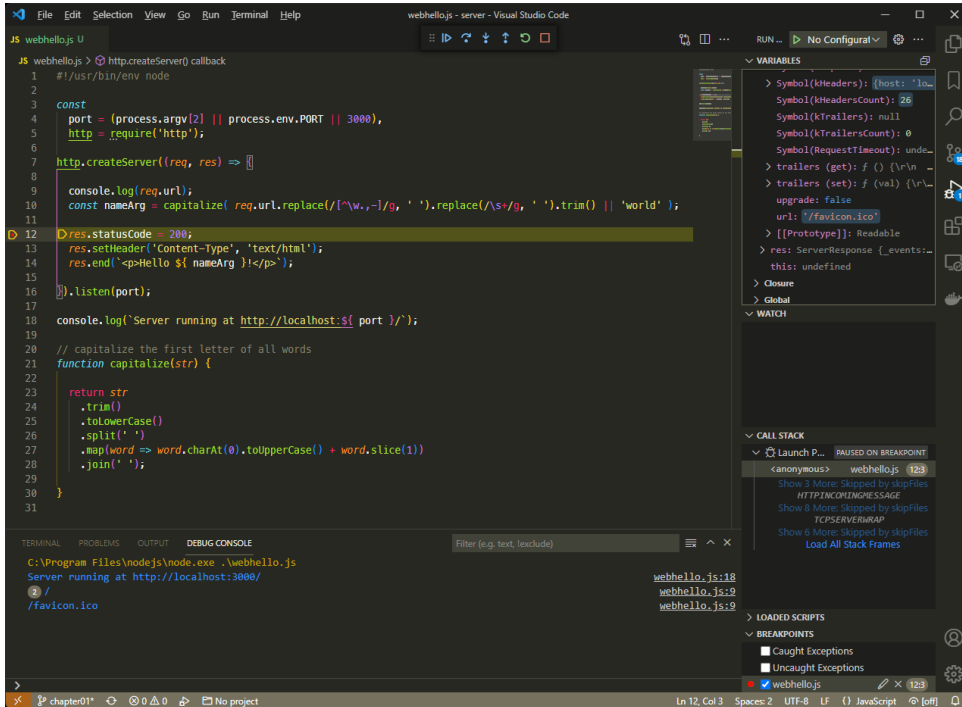 File Edit Selection View Go Run Terminal Help webhello.js - server - Visual Studio Code
JS webhello.js U
RUN ... No Configurat
JS webhello.js > http.createServer() callback
1 #!/usr/bin/env node
2
3 const
4 port = (process.argv[2] || process.env.PORT || 3000),
5 http = require('http');
6
7 http.createServer((req, res) => {
8
9 console.log(req.url);
10 const nameArg = capitalize( req.url.replace(/[^\w.,-]/g, ' ').replace(/\s+/g, ' ').trim() || 'world' );
11
12 res.statusCode = 200;
13 res.setHeader('Content-Type', 'text/html');
14 res.end(`<p>Hello ${ nameArg }!</p>`);
15
16 }).listen(port);
17
18 console.log(`Server running at http://localhost:${ port }/`);
19
20 // capitalize the first letter of all words
21 function capitalize(str) {
22
23 return str
24 .trim()
25 .toLowerCase()
26 .split(' ')
27 .map(word => word.charAt(0).toUpperCase() + word.slice(1))
28 .join(' ');
29
30 }
31
VARIABLES
> Symbol(kHeaders): {host: 'lo…
Symbol(kHeadersCount): 26
Symbol(kTrailers): null
Symbol(kTrailersCount): 0
Symbol(RequestTimeout): unde…
> trailers (get): ƒ () {\r\n …
> trailers (set): ƒ (val) {\r\…
upgrade: false
url: '/favicon.ico'
> [[Prototype]]: Readable
> res: ServerResponse {_events:…
this: undefined
> Closure
> Global
WATCH
CALL STACK
Launch P... PAUSED ON BREAKPOINT
<anonymous> webhello.js 12:3
Show 3 More: Skipped by skipFiles
HTTPINCOMINGMESSAGE
Show 8 More: Skipped by skipFiles
TCPSERVERWRAP
Show 6 More: Skipped by skipFiles
Load All Stack Frames
LOADED SCRIPTS
BREAKPOINTS
Caught Exceptions
Uncaught Exceptions
webhello.js 12:3
TERMINAL PROBLEMS OUTPUT DEBUG CONSOLE Filter (e.g. text, !exclude)
C:\Program Files\nodejs\node.exe .\webhello.js
Server running at http://localhost:3000/ webhello.js:18
2 / webhello.js:9
/favicon.ico webhello.js:9
>
chapter01* 0 0 No project Ln 12, Col 3 Spaces: 2 UTF-8 LF {} JavaScript [off]